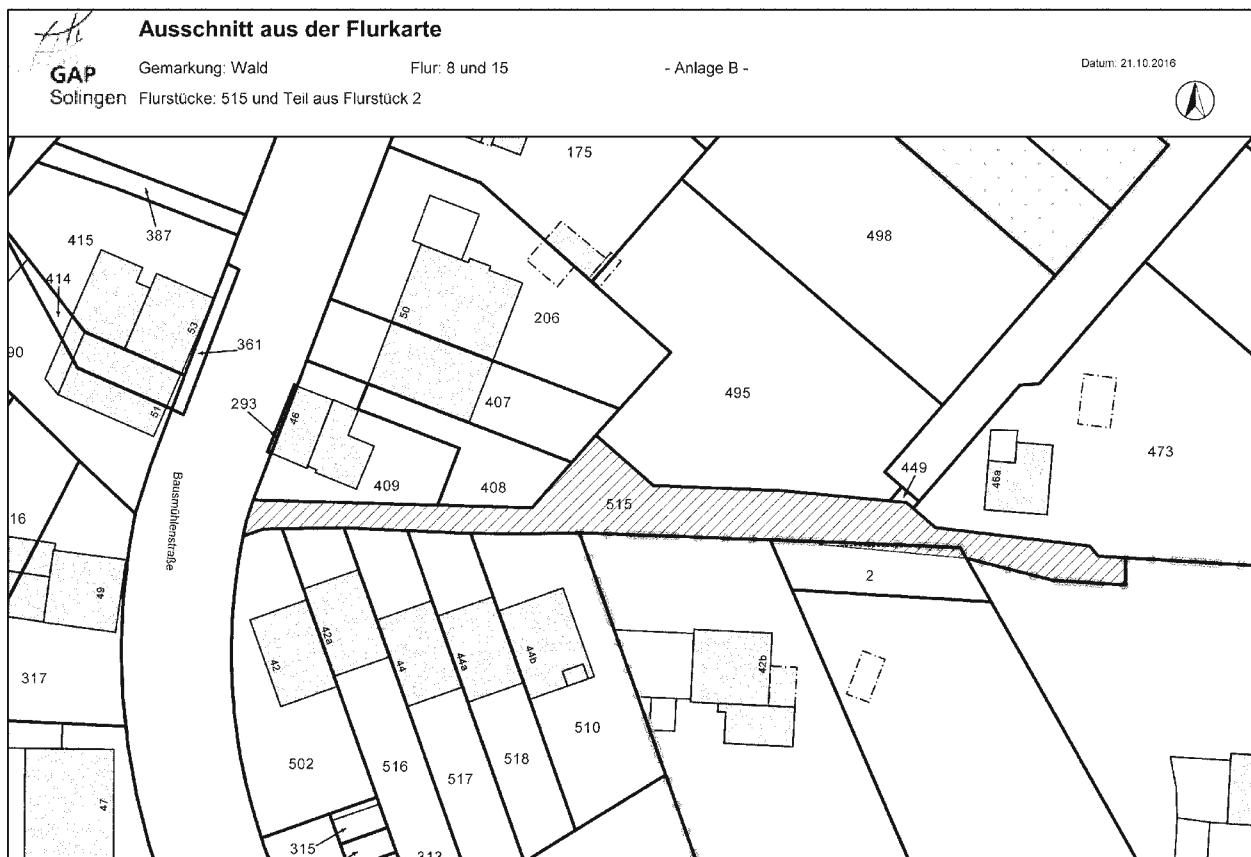 Ausschnitt aus der Flurkarte
GAP
Solingen
Gemarkung: Wald
Flur: 8 und 15
- Anlage B -
Datum: 21.10.2016
Flurstücke: 515 und Teil aus Flurstück 2
175
387
415
498
414
50
206
53
90
361
495
407
293
46
51
473
449
46a
409
408
515
16
Bausmühlenstraße
2
49
42a
42
44
44a
44b
42b
317
510
518
502
516
517
47
315
313